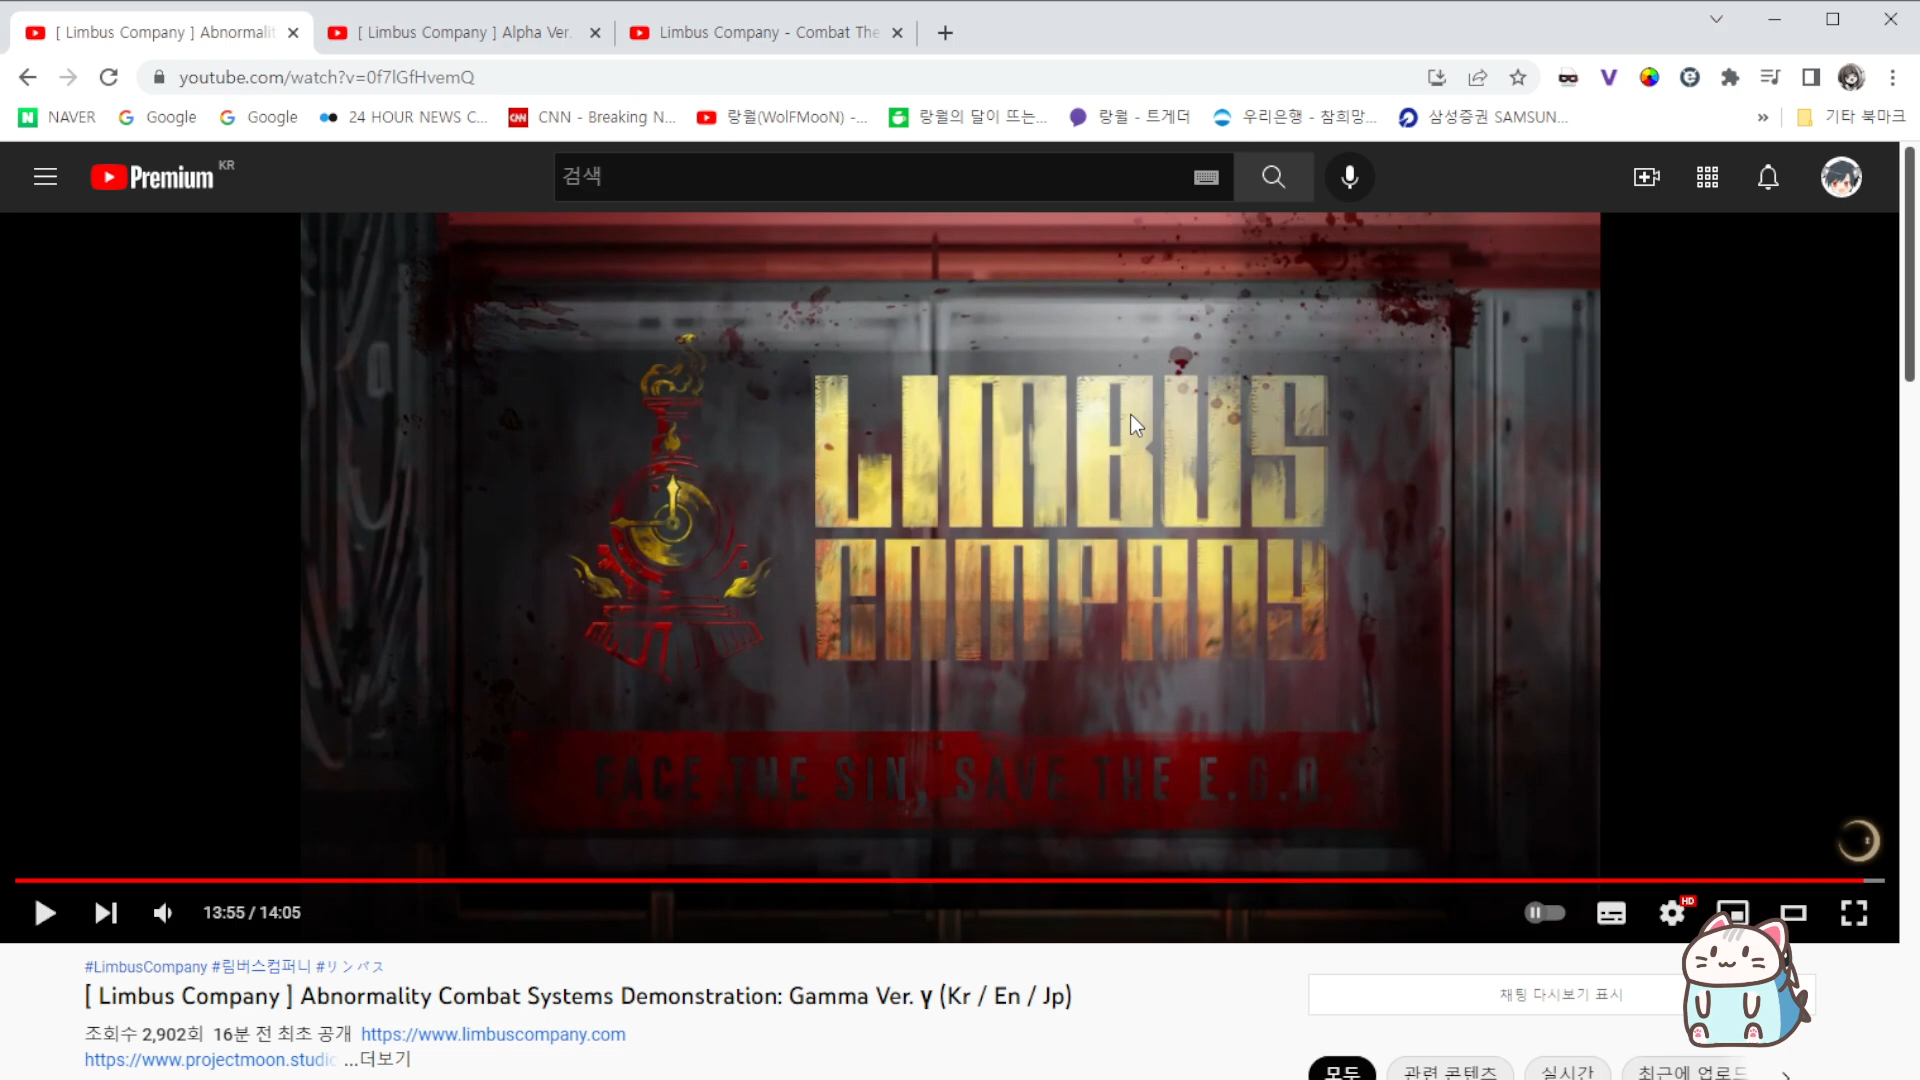 [ Limbus Company ] Abnormalit
[ Limbus Company ] Alpha Ver.
Limbus Company - Combat The
youtube.com/watch?v=0f7lGfHvemQ
NAVER
Google
Google
24 HOUR NEWS C...
CNN - Breaking N...
랑월(WolFMooN) -...
랑월의 달이 뜨는...
랑월 - 트게더
우리은행 - 참희망...
삼성증권 SAMSUN...
»
기타 북마크
Premium KR
검색
LIMBUS
COMPANY
FACE THE SIN, SAVE THE E.G.O
13:55 / 14:05
HD
#LimbusCompany #림버스컴퍼니 #リンバス
[ Limbus Company ] Abnormality Combat Systems Demonstration: Gamma Ver. γ (Kr / En / Jp)
조회수 2,902회 16분 전 최초 공개 https://www.limbuscompany.com
https://www.projectmoon.studio ...더보기
채팅 다시보기 표시
모두
관련 콘텐츠
실시간
최근에 업로드